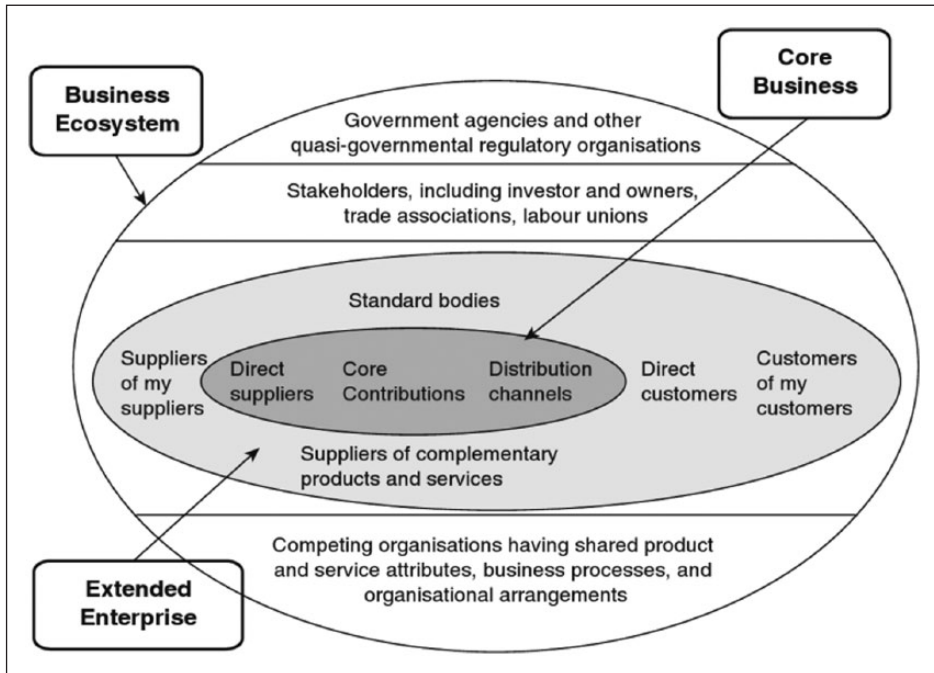 Core
Business
Business
Ecosystem
Government agencies and other
quasi-governmental regulatory organisations
Stakeholders, including investor and owners,
trade associations, labour unions
Standard bodies
Suppliers
of my
suppliers
Direct
suppliers
Core
Contributions
Distribution
channels
Direct
customers
Customers
of my
customers
Suppliers of complementary
products and services
Competing organisations having shared product
and service attributes, business processes, and
organisational arrangements
Extended
Enterprise